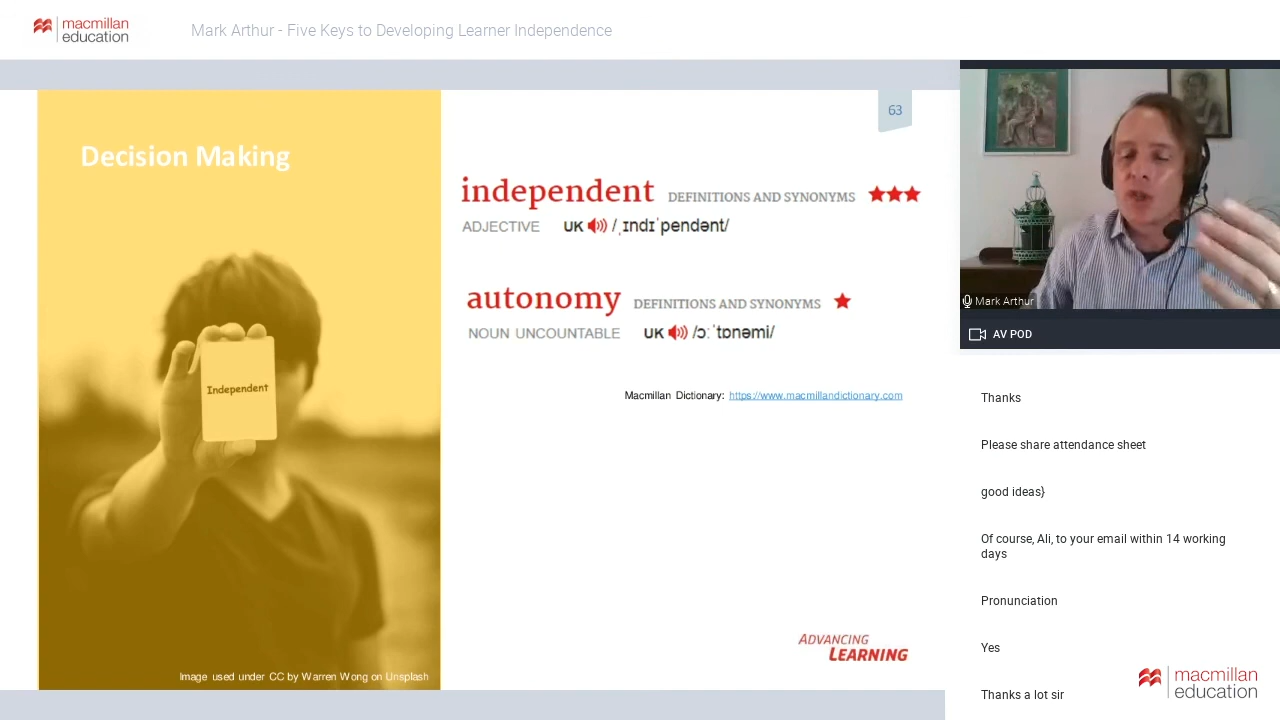 macmillan
education
Mark Arthur - Five Keys to Developing Learner Independence
63
Decision Making
independent DEFINITIONS AND SYNONYMS ★★★
ADJECTIVE UK /ˌɪndɪˈpendənt/
autonomy DEFINITIONS AND SYNONYMS ★
NOUN UNCOUNTABLE UK /ɔːˈtɒnəmi/
Macmillan Dictionary: https://www.macmillandictionary.com
Independent
Image used under CC by Warren Wong on Unsplash
ADVANCING
LEARNING
Mark Arthur
AV POD
Thanks
Please share attendance sheet
good ideas}
Of course, Ali, to your email within 14 working
days
Pronunciation
Yes
Thanks a lot sir
macmillan
education